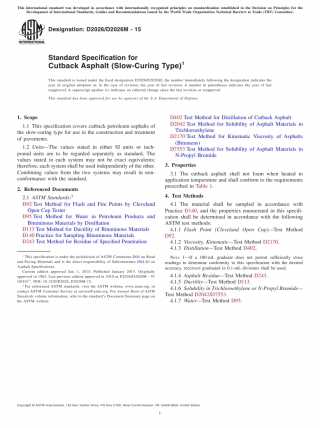 This international standard was developed in accordance with internationally recognized principles on standardization established in the Decision on Principles for the
Development of International Standards, Guides and Recommendations issued by the World Trade Organization Technical Barriers to Trade (TBT) Committee.
Designation: D2026/D2026M − 15
INTERNATIONAL
Standard Specification for
Cutback Asphalt (Slow-Curing Type)1
This standard is issued under the fixed designation D2026/D2026M; the number immediately following the designation indicates the
year of original adoption or, in the case of revision, the year of last revision. A number in parentheses indicates the year of last
reapproval. A superscript epsilon (ε) indicates an editorial change since the last revision or reapproval.
This standard has been approved for use by agencies of the U.S. Department of Defense.
1. Scope
1.1 This specification covers cutback petroleum asphalts of
the slow-curing type for use in the construction and treatment
of pavements.
1.2 Units—The values stated in either SI units or inch-
pound units are to be regarded separately as standard. The
values stated in each system may not be exact equivalents;
therefore, each system shall be used independently of the other.
Combining values from the two systems may result in non-
conformance with the standard.
2. Referenced Documents
2.1 ASTM Standards:2
D92 Test Method for Flash and Fire Points by Cleveland
Open Cup Tester
D95 Test Method for Water in Petroleum Products and
Bituminous Materials by Distillation
D113 Test Method for Ductility of Bituminous Materials
D140 Practice for Sampling Bituminous Materials
D243 Test Method for Residue of Specified Penetration
1 This specification is under the jurisdiction of ASTM Committee D04 on Road
and Paving Materials and is the direct responsibility of Subcommittee D04.40 on
Asphalt Specifications.
Current edition approved Jan. 1, 2015. Published January 2015. Originally
approved in 1963. Last previous edition approved in 2010 as D2026/D2026M – 97
(2010)ε1. DOI: 10.1520/D2026_D2026M-15.
2 For referenced ASTM standards, visit the ASTM website, www.astm.org, or
contact ASTM Customer Service at service@astm.org. For Annual Book of ASTM
Standards volume information, refer to the standard's Document Summary page on
the ASTM website.
D402 Test Method for Distillation of Cutback Asphalt
D2042 Test Method for Solubility of Asphalt Materials in
Trichloroethylene
D2170 Test Method for Kinematic Viscosity of Asphalts
(Bitumens)
D7553 Test Method for Solubility of Asphalt Materials in
N-Propyl Bromide
3. Properties
3.1 The cutback asphalt shall not foam when heated to
application temperature and shall conform to the requirements
prescribed in Table 1.
4. Test Methods
4.1 The material shall be sampled in accordance with
Practice D140, and the properties enumerated in this specifi-
cation shall be determined in accordance with the following
ASTM test methods:
4.1.1 Flash Point (Cleveland Open Cup)—Test Method
D92.
4.1.2 Viscosity, Kinematic—Test Method D2170.
4.1.3 Distillation—Test Method D402.
NOTE 1—If a 100-mL graduate does not permit sufficiently close
readings to determine conformity to this specification with the desired
accuracy, receivers graduated in 0.1 mL divisions shall be used.
4.1.4 Asphalt Residue—Test Method D243.
4.1.5 Ductility—Test Method D113.
4.1.6 Solubility in Trichloroethylene or N-Propyl Bromide—
Test Method D2042/D7553.
4.1.7 Water—Test Method D95.
Copyright © ASTM International, 100 Barr Harbor Drive, PO Box C700, West Conshohocken, PA 19428-2959. United States
1